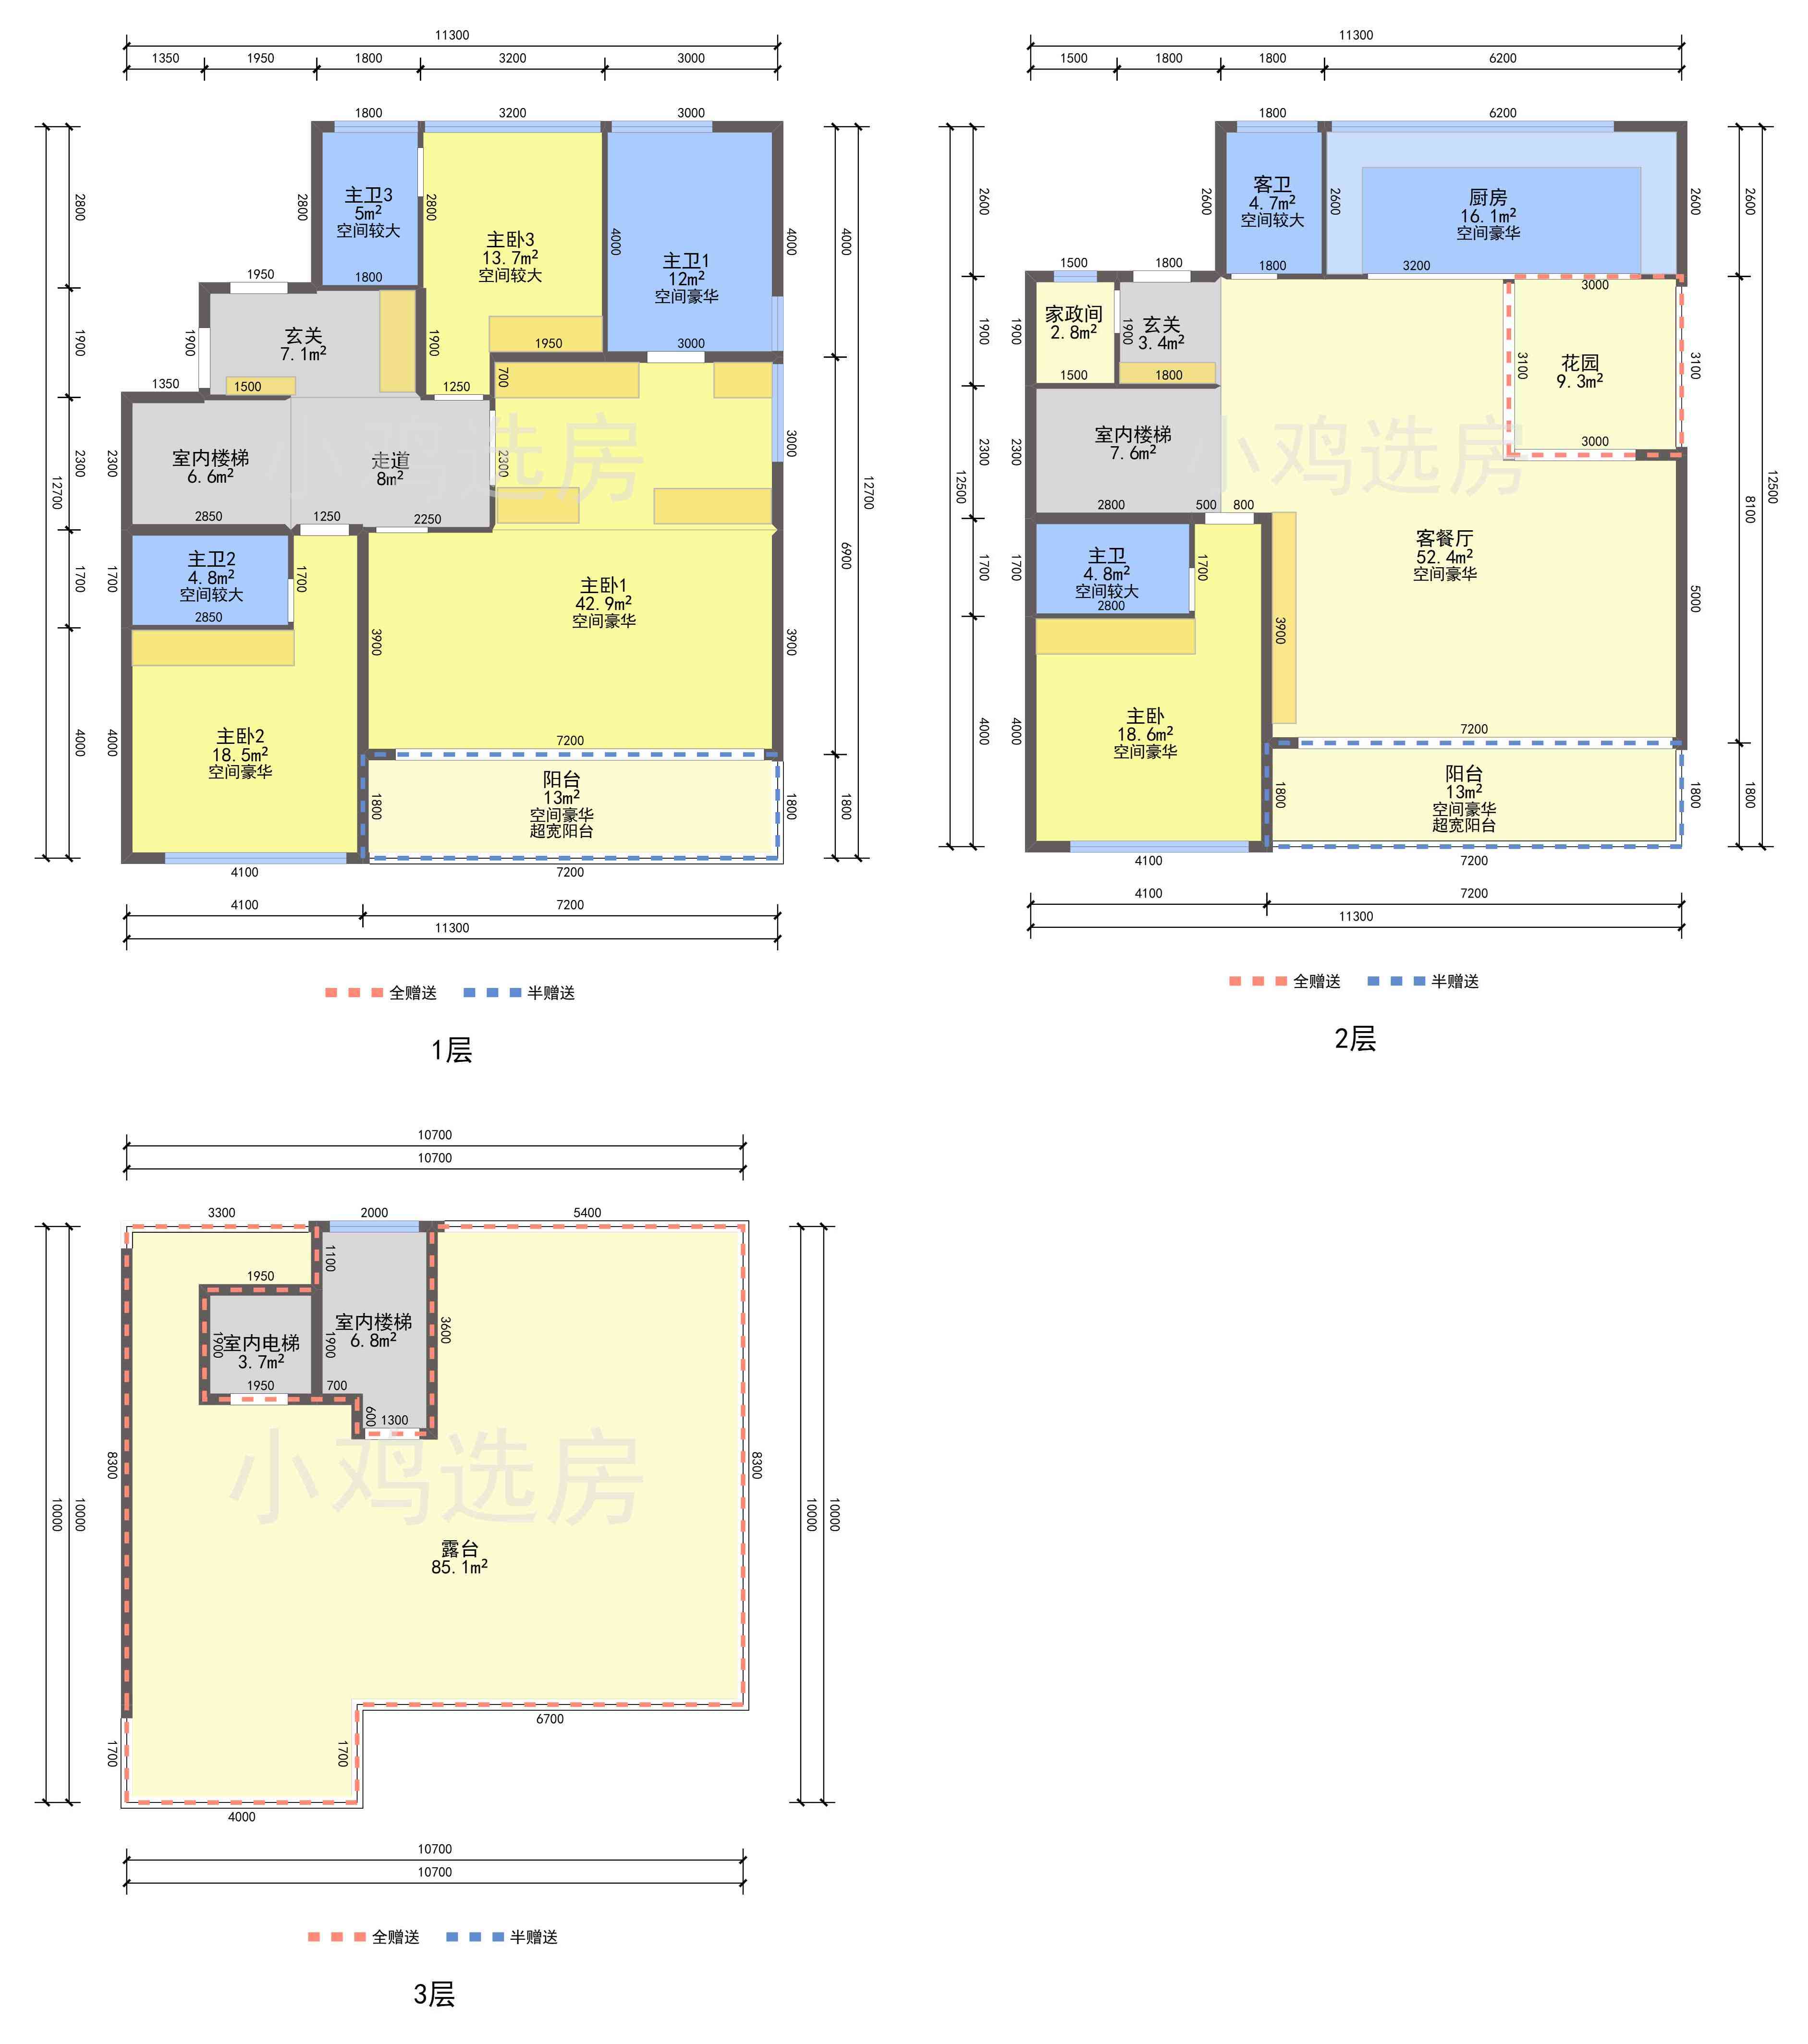 11300
1350 1950 1800 3200 3000
1800 3200 3000
主卫3
5m²
空间较大
主卧3
13.7m²
空间较大
主卫1
12m²
空间豪华
2800 2800 2800 4000 4000 4000
1950 1800
玄关
7.1m²
1900 1900 1900
1950 3000
1350 1500 1250 700
室内楼梯
6.6m²
走道
8m²
2300 2300 2300 3000
12700 12700
2850 1250 2250
主卫2
4.8m²
空间较大
2850
1700 1700 1700
主卧1
42.9m²
空间豪华
6900
3900 3900
主卧2
18.5m²
空间豪华
4000 4000
7200
阳台
13m²
空间豪华
超宽阳台
1800 1800 1800
4100 7200
4100 7200
11300
全赠送 半赠送
1层
11300
1500 1800 1800 6200
1800 6200
客卫
4.7m²
空间较大
厨房
16.1m²
空间豪华
2600 2600 2600 2600 2600
1500 1800 1800 3200
3000
家政间
2.8m²
玄关
3.4m²
花园
9.3m²
1900 1900 1900 3100 3100
1500 1800
室内楼梯
7.6m²
3000
2300 2300
12500 12500
8100
2800 500 800
客餐厅
52.4m²
空间豪华
主卫
4.8m²
空间较大
2800
1700 1700 1700
5000
3900
主卧
18.6m²
空间豪华
4000 4000
7200
阳台
13m²
空间豪华
超宽阳台
1800 1800 1800
4100 7200
4100 7200
11300
全赠送 半赠送
2层
小鸡选房
小鸡选房
10700
10700
3300 2000 5400
1100
1950
室内楼梯
6.8m²
室内电梯
3.7m²
1900 1900 3600
1950 700
600 1300
小鸡选房
8300 8300
10000 10000 10000 10000
露台
85.1m²
6700
1700 1700
4000
10700
10700
全赠送 半赠送
3层